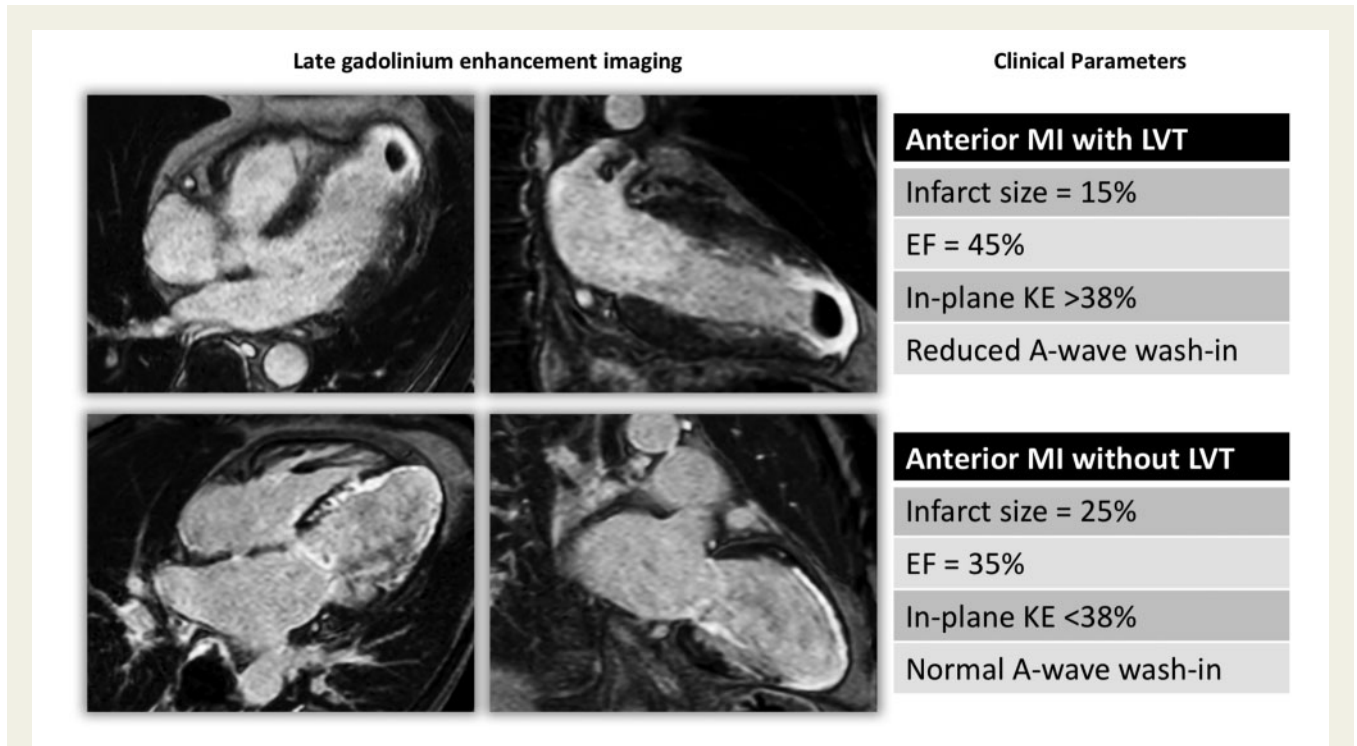 Late gadolinium enhancement imaging
Clinical Parameters
Anterior MI with LVT
Infarct size = 15%
EF = 45%
In-plane KE >38%
Reduced A-wave wash-in
Anterior MI without LVT
Infarct size = 25%
EF = 35%
In-plane KE <38%
Normal A-wave wash-in